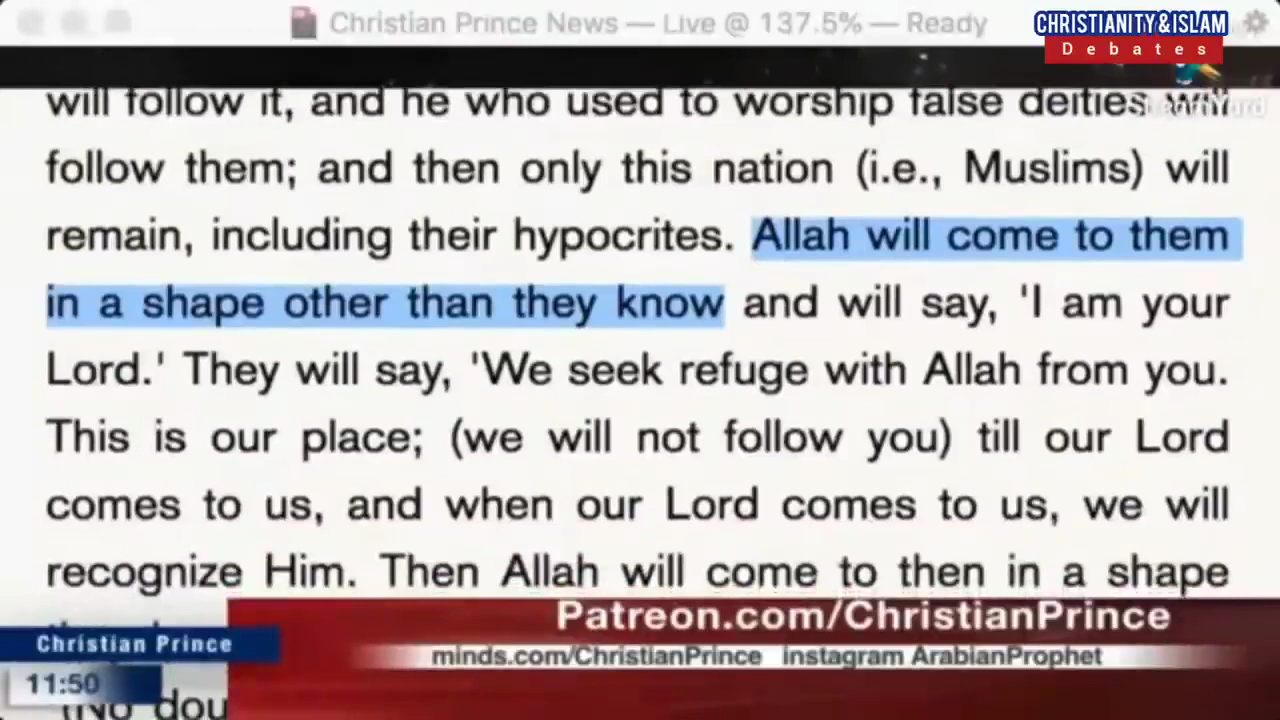 Christian Prince News — Live @ 137.5% — Ready
CHRISTIANITY & ISLAM
Debates
will follow it, and he who used to worship false deities will
StreamYard
follow them; and then only this nation (i.e., Muslims) will
remain, including their hypocrites. Allah will come to them
in a shape other than they know and will say, 'I am your
Lord.' They will say, 'We seek refuge with Allah from you.
This is our place; (we will not follow you) till our Lord
comes to us, and when our Lord comes to us, we will
recognize Him. Then Allah will come to then in a shape
Patreon.com/ChristianPrince
Christian Prince
minds.com/ChristianPrince instagram ArabianProphet
11:50
(No dou